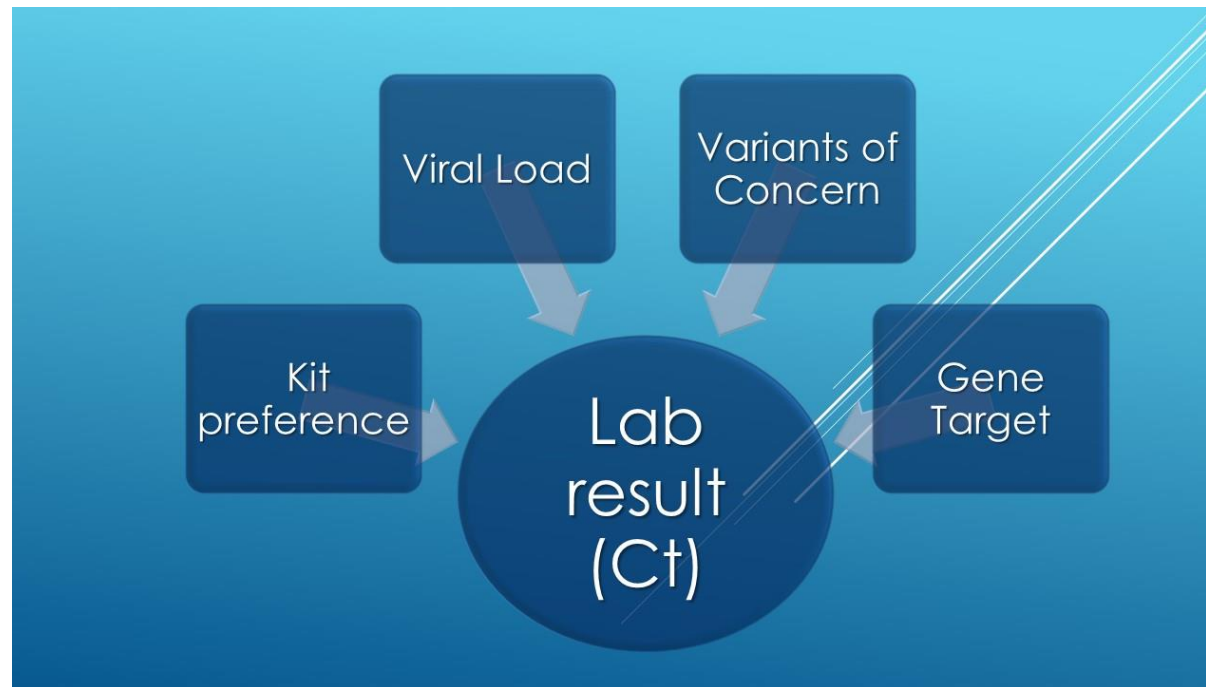 Viral Load
Variants of
Concern
Kit
preference
Gene
Target
Lab
result
(Ct)